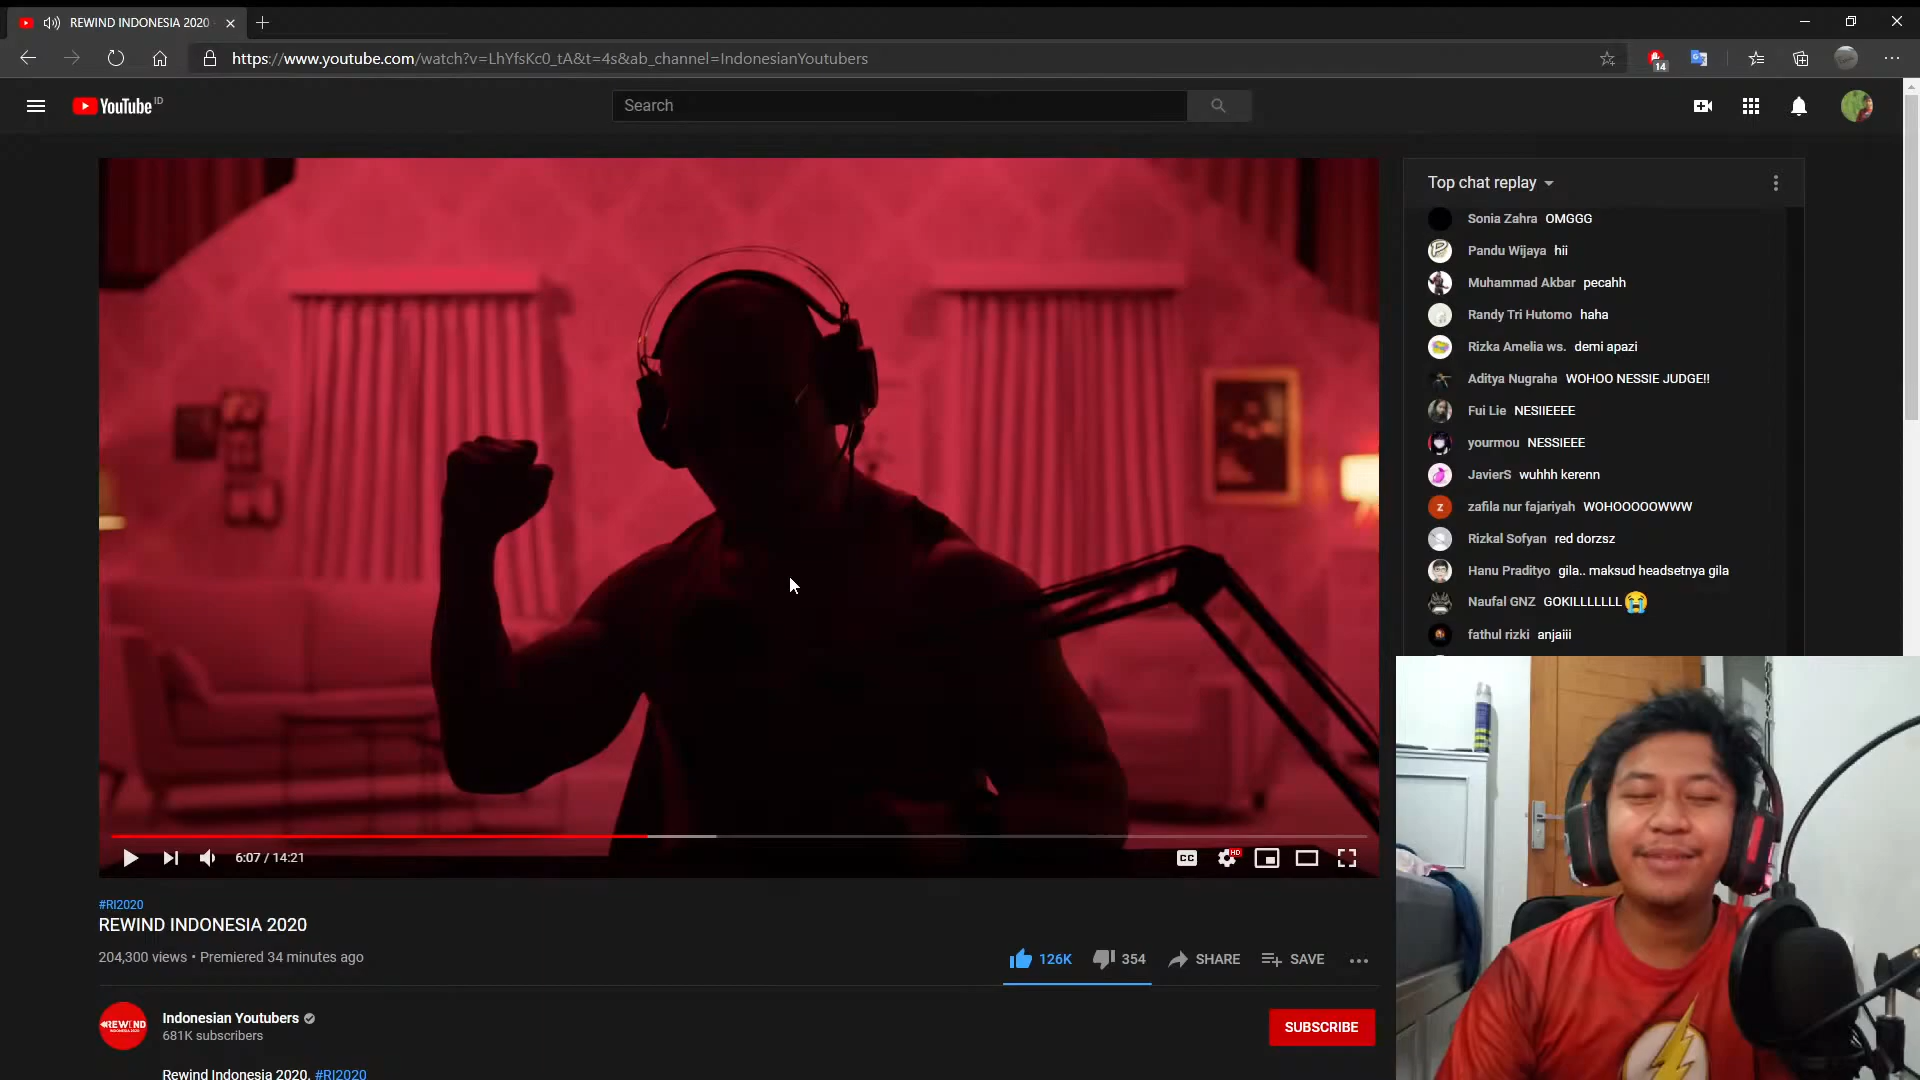 REWIND INDONESIA 2020
https://www.youtube.com/watch?v=LhYfsKc0_tA&t=4s&ab_channel=IndonesianYoutubers
14
YouTube ID
Search
Top chat replay
Sonia Zahra OMGGG
Pandu Wijaya hii
Muhammad Akbar pecahh
Randy Tri Hutomo haha
Rizka Amelia ws. demi apazi
Aditya Nugraha WOHOO NESSIE JUDGE!!
Fui Lie NESIIEEEE
yourmou NESSIEEE
JavierS wuhhh kerenn
z zafila nur fajariyah WOHOOOOOWWW
Rizkal Sofyan red dorzsz
Hanu Pradityo gila.. maksud headsetnya gila
Naufal GNZ GOKILLLLLLL😭
fathul rizki anjaiii
6:07 / 14:21
CC
HD
#RI2020
REWIND INDONESIA 2020
204,300 views • Premiered 34 minutes ago
126K 354 SHARE SAVE
REWIND
Indonesian Youtubers
681K subscribers
SUBSCRIBE
Rewind Indonesia 2020, #RI2020